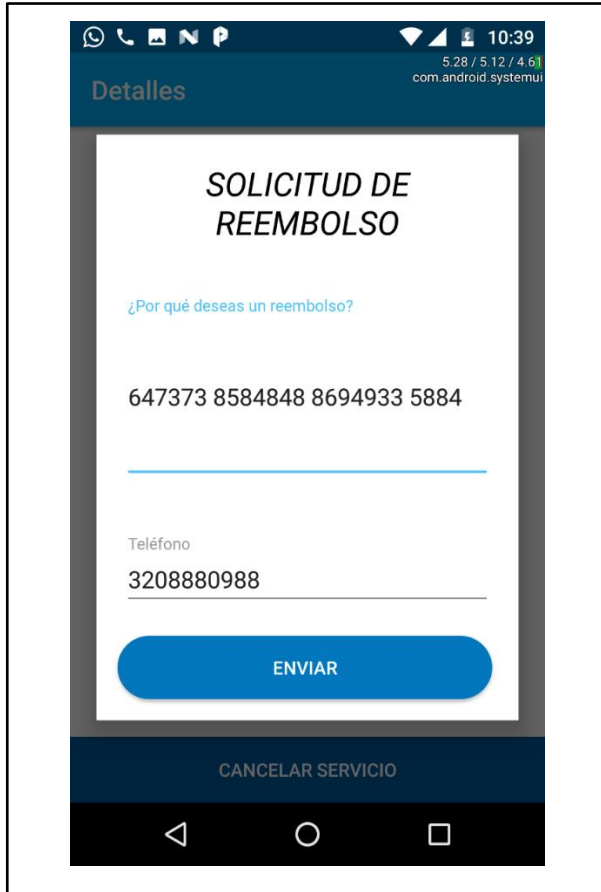 10:39
5.28 / 5.12 / 4.61
com.android.systemui
Detalles
SOLICITUD DE
REEMBOLSO
¿Por qué deseas un reembolso?
647373 8584848 8694933 5884
Teléfono
3208880988
ENVIAR
CANCELAR SERVICIO